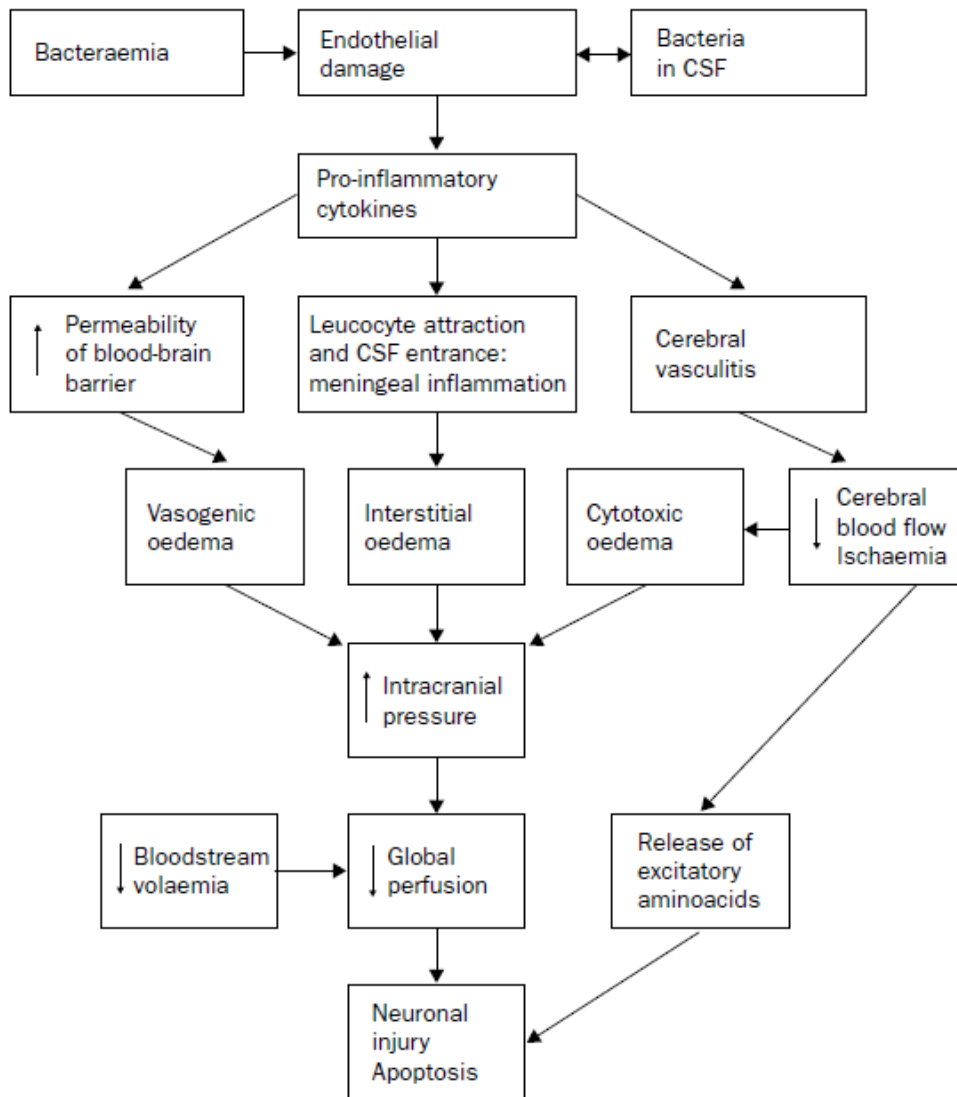 Bacteraemia
Endothelial
damage
Bacteria
in CSF
Pro-inflammatory
cytokines
↑ Permeability
of blood-brain
barrier
Leucocyte attraction
and CSF entrance:
meningeal inflammation
Cerebral
vasculitis
Vasogenic
oedema
Interstitial
oedema
Cytotoxic
oedema
↓ Cerebral
blood flow
Ischaemia
↑ Intracranial
pressure
↓ Bloodstream
volaemia
↓ Global
perfusion
Release of
excitatory
aminoacids
Neuronal
injury
Apoptosis